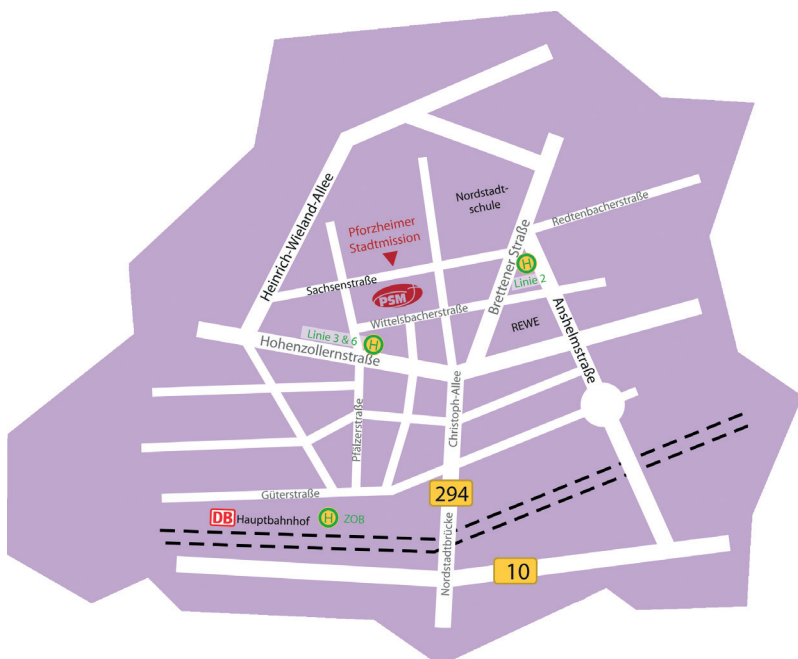 Heinrich-Wieland-Allee
Nordstadt-
schule
Redtenbacherstraße
Pforzheimer
Stadtmission
Brettener Straße
H
Linie 2
Sachsenstraße
PSM
Wittelsbacherstraße
Anshelmstraße
REWE
Linie 3 & 6
H
Hohenzollernstraße
Christoph-Allee
Pfälzerstraße
Güterstraße
294
DB Hauptbahnhof
H ZOB
Nordstadtbrücke
10